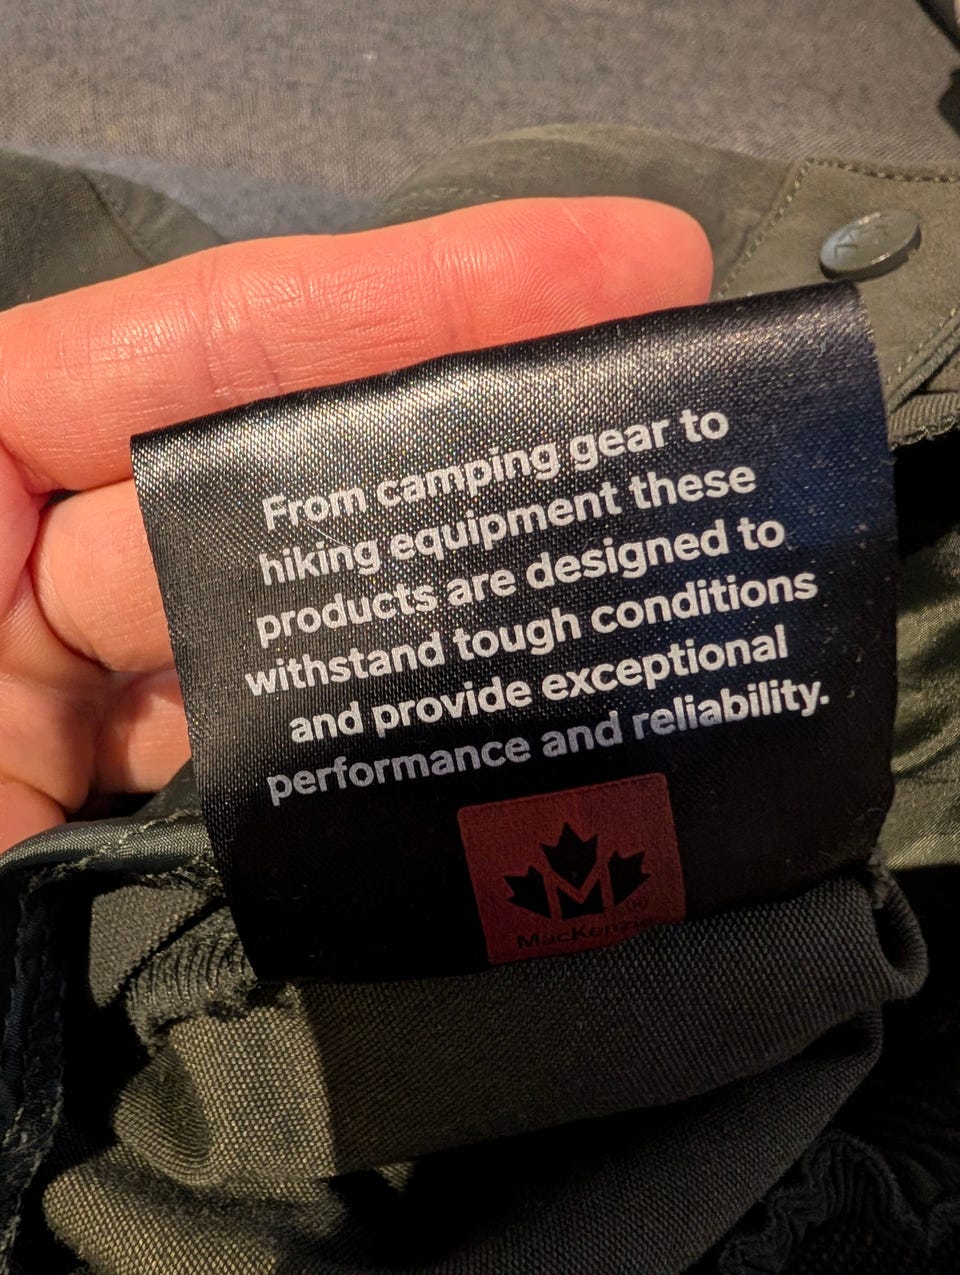 From camping gear to
hiking equipment these
products are designed to
withstand tough conditions
and provide exceptional
performance and reliability.
M
MacKenzie